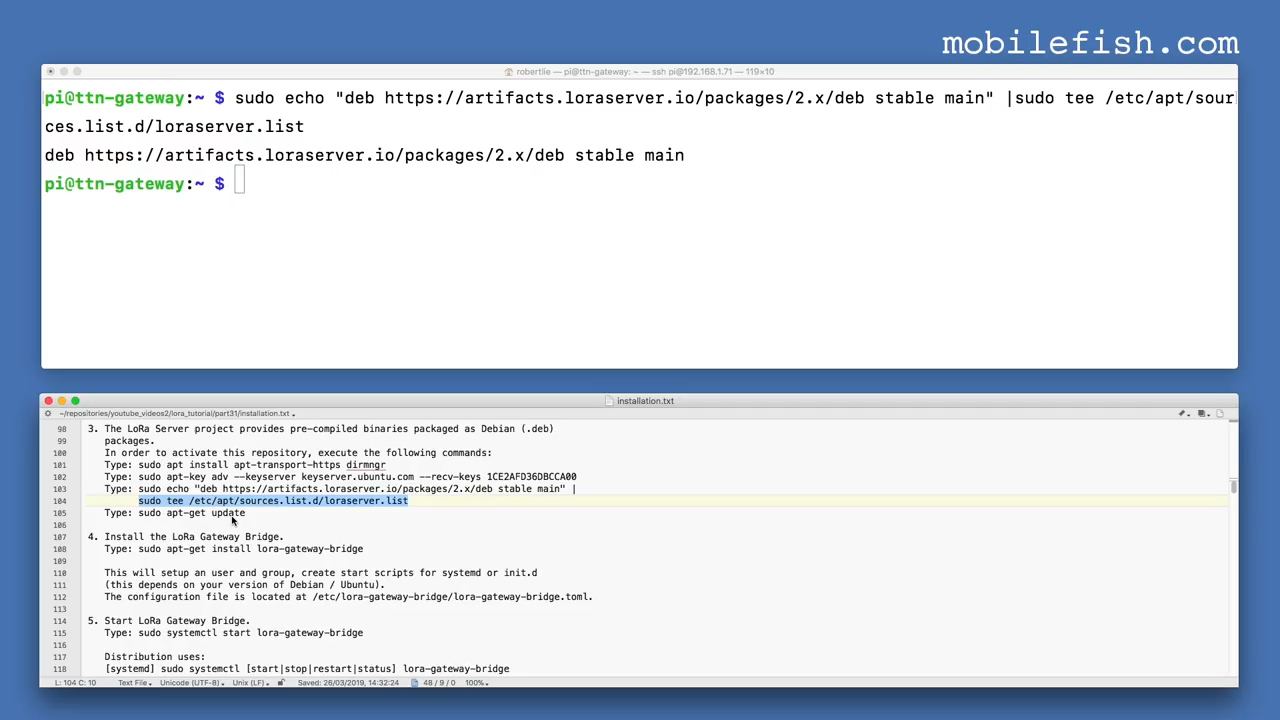 mobilefish.com
robertlie — pi@ttn-gateway: ~ — ssh pi@192.168.1.71 — 119×10
pi@ttn-gateway:~ $ sudo echo "deb https://artifacts.loraserver.io/packages/2.x/deb stable main" |sudo tee /etc/apt/sour
ces.list.d/loraserver.list
deb https://artifacts.loraserver.io/packages/2.x/deb stable main
pi@ttn-gateway:~ $
installation.txt
~/repositories/youtube_videos2/lora_tutorial/part31/installation.txt
98 3. The LoRa Server project provides pre-compiled binaries packaged as Debian (.deb)
99 packages.
100 In order to activate this repository, execute the following commands:
101 Type: sudo apt install apt-transport-https dirmngr
102 Type: sudo apt-key adv --keyserver keyserver.ubuntu.com --recv-keys 1CE2AFD36DBCCA00
103 Type: sudo echo "deb https://artifacts.loraserver.io/packages/2.x/deb stable main" |
104 sudo tee /etc/apt/sources.list.d/loraserver.list
105 Type: sudo apt-get update
106
107 4. Install the LoRa Gateway Bridge.
108 Type: sudo apt-get install lora-gateway-bridge
109
110 This will setup an user and group, create start scripts for systemd or init.d
111 (this depends on your version of Debian / Ubuntu).
112 The configuration file is located at /etc/lora-gateway-bridge/lora-gateway-bridge.toml.
113
114 5. Start LoRa Gateway Bridge.
115 Type: sudo systemctl start lora-gateway-bridge
116
117 Distribution uses:
118 [systemd] sudo systemctl [start|stop|restart|status] lora-gateway-bridge
L: 104 C: 10 Text File Unicode (UTF-8) Unix (LF) Saved: 26/03/2019, 14:32:24 48 / 9 / 0 100%